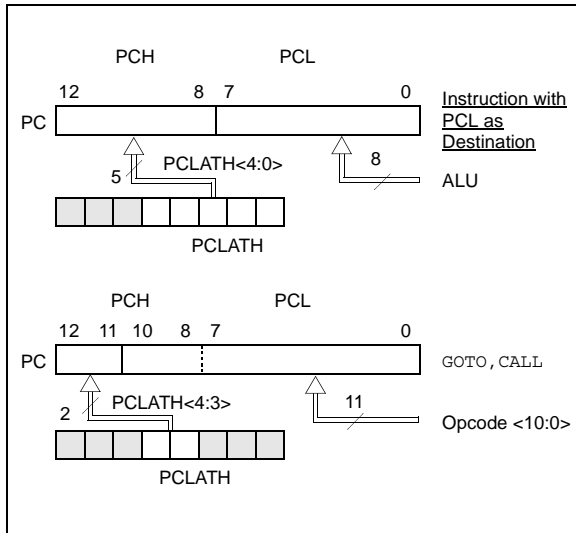 PCH PCL
12 8 7 0
Instruction with
PCL as
Destination
PC
PCLATH<4:0>
5
8
ALU
PCLATH
PCH PCL
12 11 10 8 7 0
PC
GOTO,CALL
PCLATH<4:3>
2
11
Opcode <10:0>
PCLATH